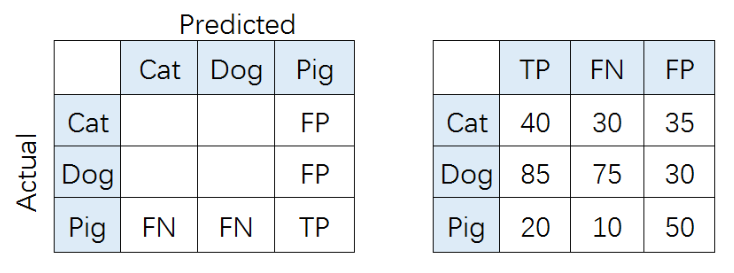 Predicted
Cat Dog Pig
Actual
Cat FP
Dog FP
Pig FN FN TP
TP FN FP
Cat 40 30 35
Dog 85 75 30
Pig 20 10 50